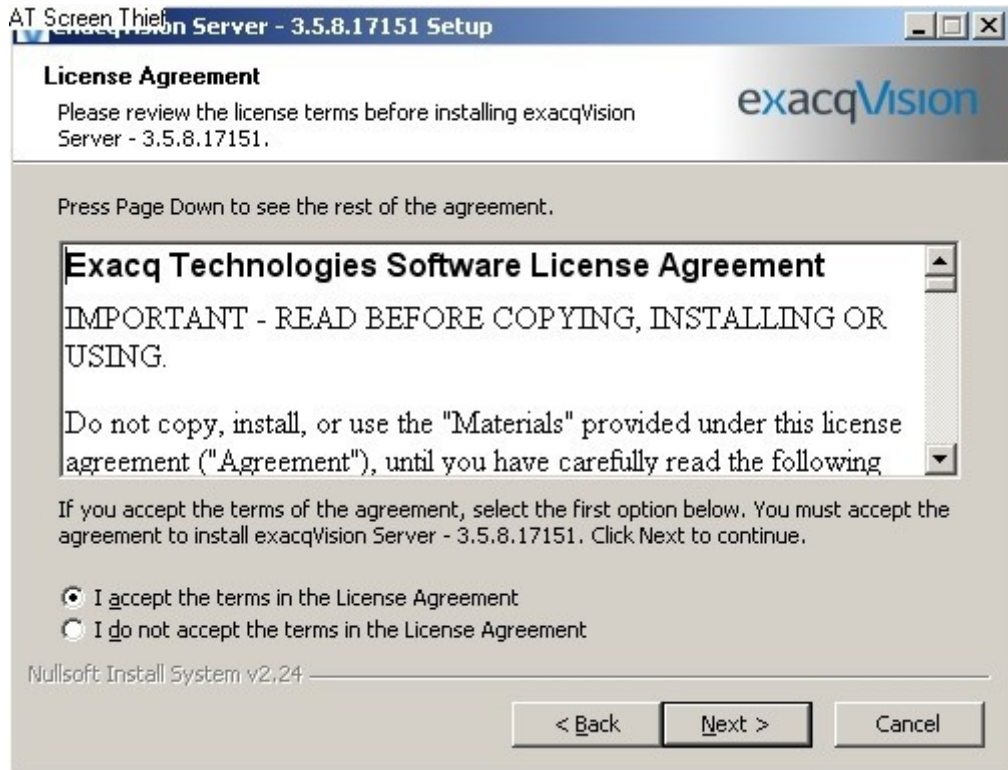 AT Screen Thief
exacqVision Server - 3.5.8.17151 Setup
License Agreement
Please review the license terms before installing exacqVision
Server - 3.5.8.17151.
exacqVision
Press Page Down to see the rest of the agreement.
Exacq Technologies Software License Agreement
IMPORTANT - READ BEFORE COPYING, INSTALLING OR
USING.
Do not copy, install, or use the "Materials" provided under this license
agreement ("Agreement"), until you have carefully read the following
If you accept the terms of the agreement, select the first option below. You must accept the
agreement to install exacqVision Server - 3.5.8.17151. Click Next to continue.
I accept the terms in the License Agreement
I do not accept the terms in the License Agreement
Nullsoft Install System v2.24
< Back Next > Cancel